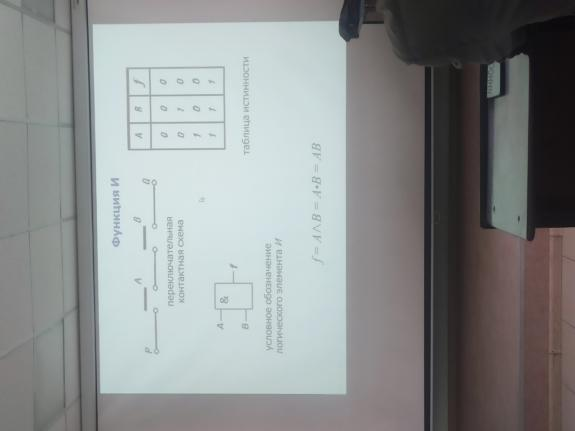 Функция И
P A B Q
переключательная
контактная схема
A B f
0 0 0
0 1 0
1 0 0
1 1 1
таблица истинности
A
B
&
f
условное обозначение
логического элемента И
f = A ∧ B = A • B = AB